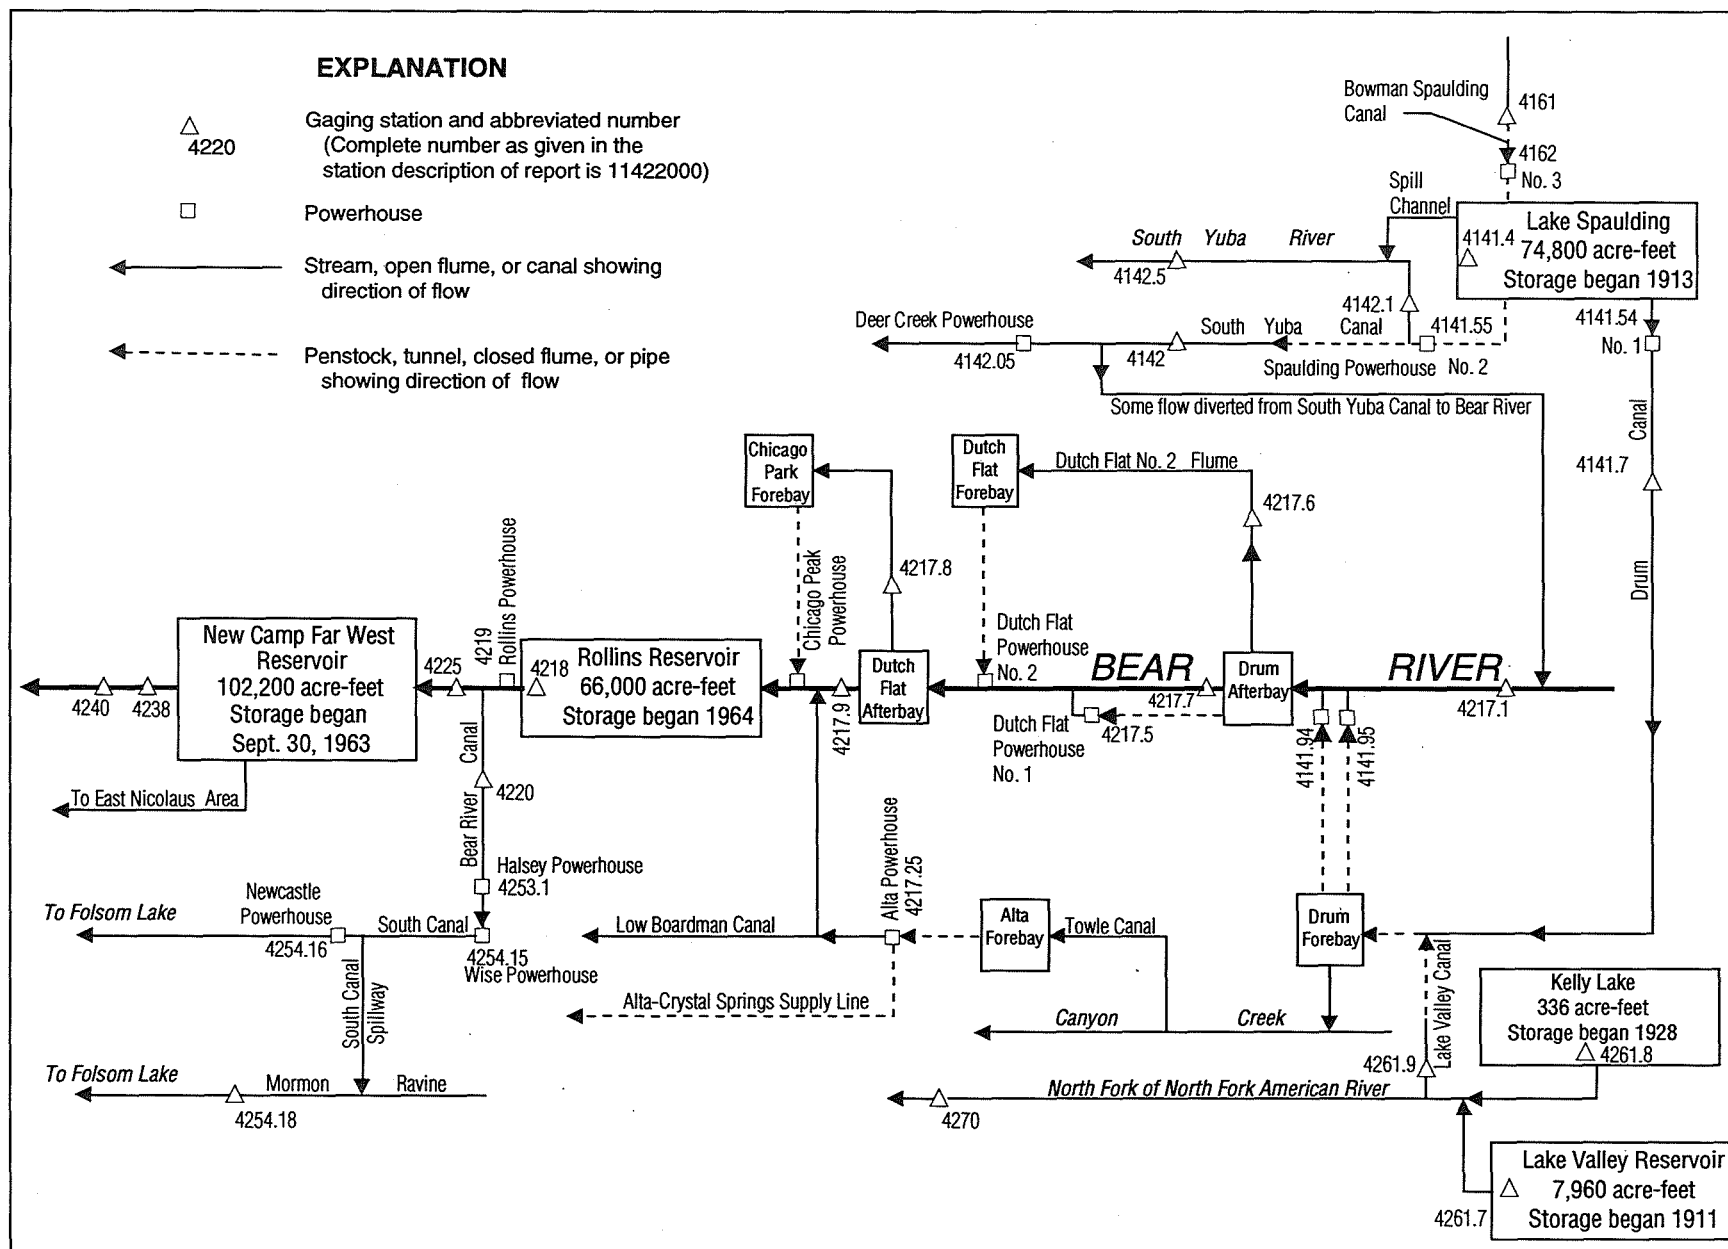 EXPLANATION
4220
Gaging station and abbreviated number
(Complete number as given in the
station description of report is 11422000)
Powerhouse
Stream, open flume, or canal showing
direction of flow
Penstock, tunnel, closed flume, or pipe
showing direction of flow
Bowman Spaulding
Canal
4161
4162
No. 3
Spill
Channel
Lake Spaulding
4141.4
74,800 acre-feet
Storage began 1913
South Yuba River
4142.5
4142.1
4141.55
4141.54
No. 1
Deer Creek Powerhouse
4142.05
4142
South Yuba Canal
Spaulding Powerhouse No. 2
Some flow diverted from South Yuba Canal to Bear River
Canal
4141.7
Drum
Chicago
Park
Forebay
Dutch
Flat
Forebay
Dutch Flat No. 2 Flume
4217.6
4217.8
Chicago Peak
Powerhouse
Dutch Flat
Powerhouse
No. 2
BEAR RIVER
4217.7
4217.1
Drum
Afterbay
Dutch
Flat
Afterbay
4217.9
Dutch Flat
Powerhouse
No. 1
4217.5
4141.94
4141.95
New Camp Far West
Reservoir
102,200 acre-feet
Storage began
Sept. 30, 1963
4240
4238
4225
4219
Rollins Powerhouse
4218
Rollins Reservoir
66,000 acre-feet
Storage began 1964
To East Nicolaus Area
Bear River Canal
4220
Halsey Powerhouse
4253.1
Newcastle
Powerhouse
To Folsom Lake
4254.16
South Canal
4254.15
Wise Powerhouse
South Canal
Spillway
To Folsom Lake
Mormon Ravine
4254.18
Low Boardman Canal
Alta Powerhouse
4217.25
Alta-Crystal Springs Supply Line
Alta
Forebay
Towle Canal
Drum
Forebay
Canyon Creek
Lake Valley Canal
4261.9
Kelly Lake
336 acre-feet
Storage began 1928
4261.8
North Fork of North Fork American River
4270
Lake Valley Reservoir
7,960 acre-feet
4261.7
Storage began 1911